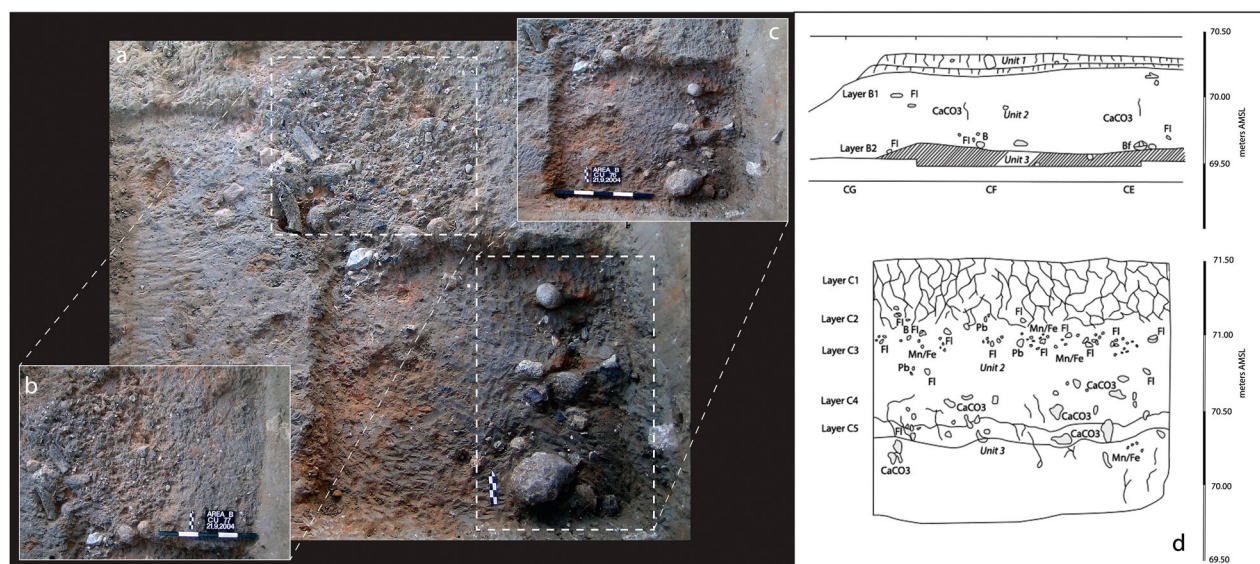 a
c
AREA B
C.U 76
21.9.2004
b
AREA B
C.U 77
21.9.2004
70.50
Unit 1
Layer B1
Fl
70.00
CaCO3
Unit 2
CaCO3
Fl
Fl
B
Layer B2
Fl
Bf
Unit 3
69.50
meters AMSL
CG
CF
CE
71.50
Layer C1
Layer C2
Fl
Pb
Fl
B
Fl
Mn/Fe
Fl
Fl
71.00
Layer C3
Fl
Fl
Fl
Pb
Fl
Fl
Mn/Fe
Mn/Fe
Unit 2
Pb
Fl
Fl
CaCO3
Layer C4
CaCO3
CaCO3
70.50
Layer C5
Fl
CaCO3
Unit 3
CaCO3
Mn/Fe
meters AMSL
70.00
d
69.50